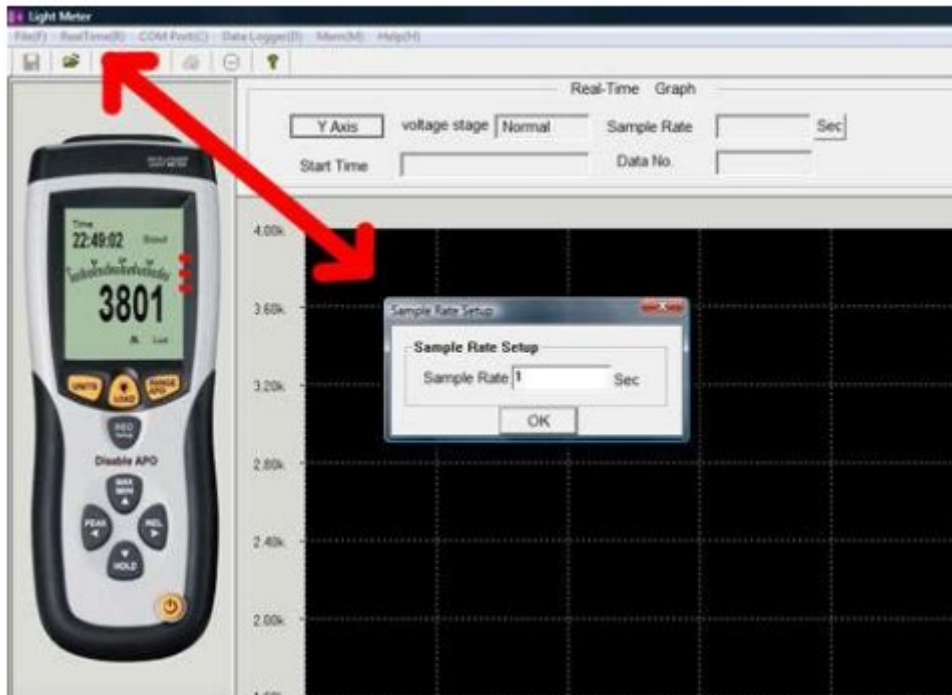 Light Meter
File(F) RealTime(R) COM Port(C) Data Logger(D) Mem(M) Help(H)
Real-Time Graph
Y Axis voltage stage Normal Sample Rate Sec
Start Time Data No.
Time
22:49:02
3801
Lux
UNITS LOAD RANGE APO
REC
Setup
Disable APO
MAX
MIN
PEAK REL
HOLD
4.00k
3.60k
3.20k
2.80k
2.40k
2.00k
Sample Rate Setup
Sample Rate Setup
Sample Rate 1 Sec
OK